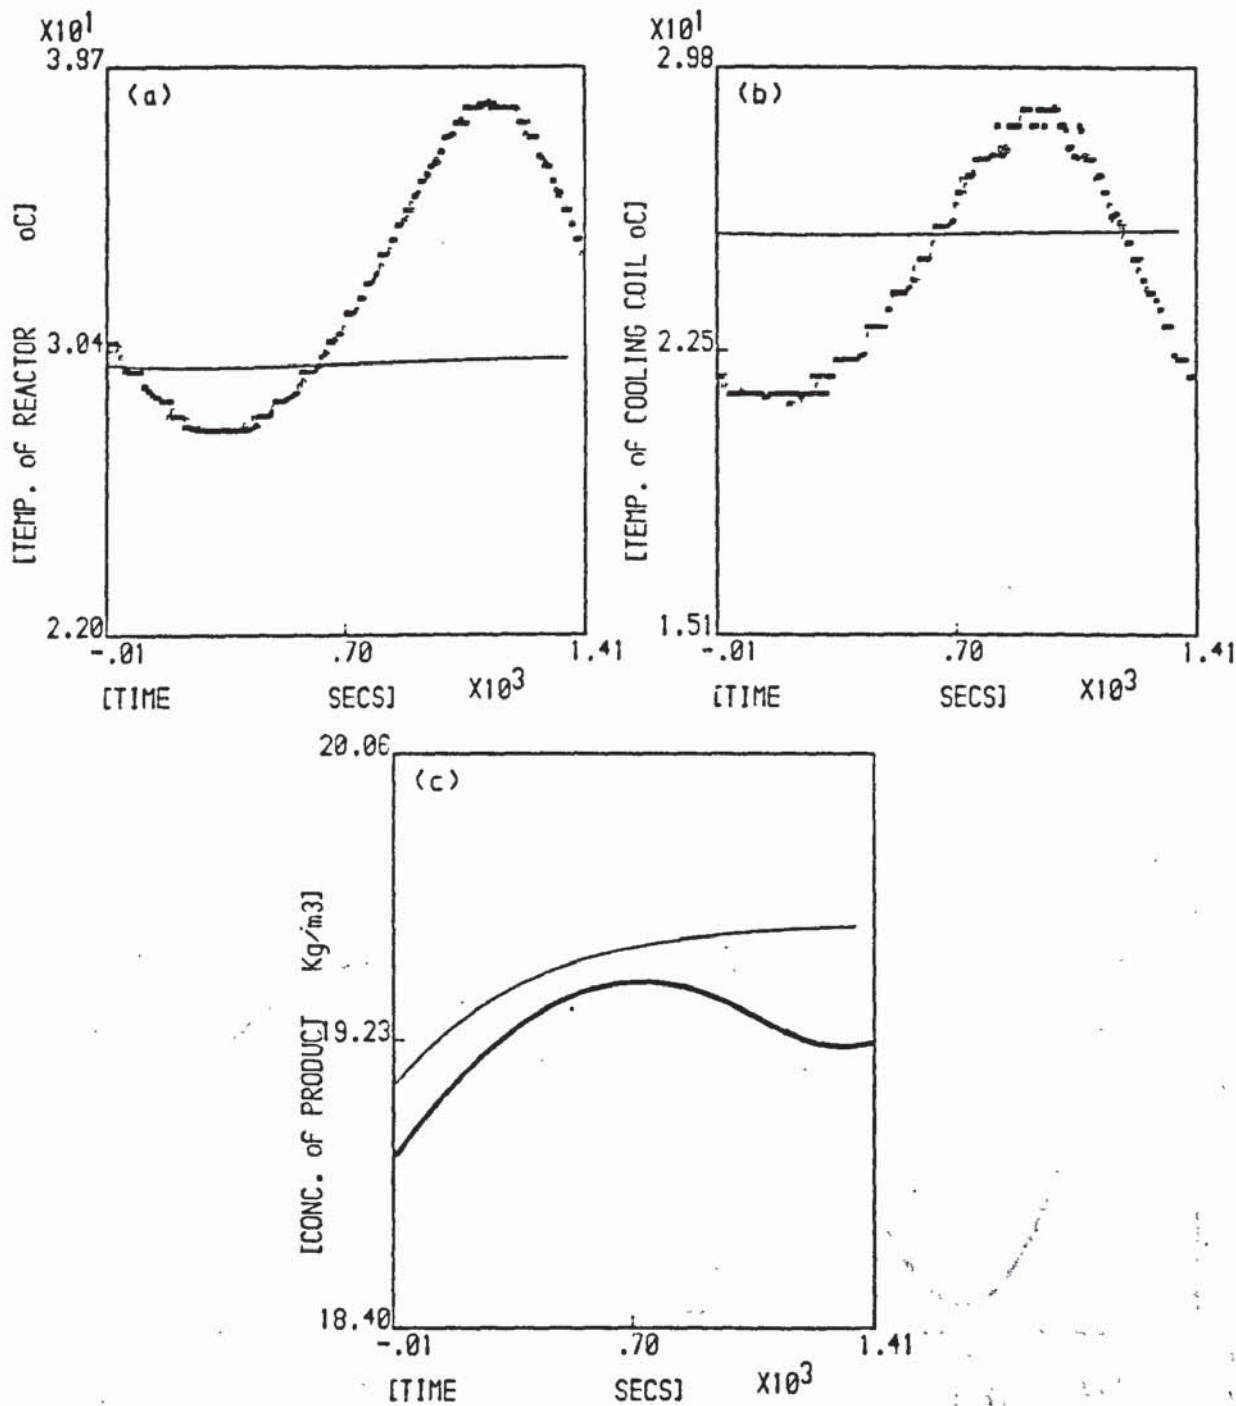 X10¹
3.87
(a)
[TEMP. of REACTOR oC]
3.04
2.20
-.01 .70 1.41
[TIME SECS] X10³
X10¹
2.98
(b)
[TEMP. of COOLING COIL oC]
2.25
1.51
-.01 .70 1.41
[TIME SECS] X10³
20.06
(c)
[CONC. of PRODUCT Kg/m3]
19.23
18.40
-.01 .70 1.41
[TIME SECS] X10³